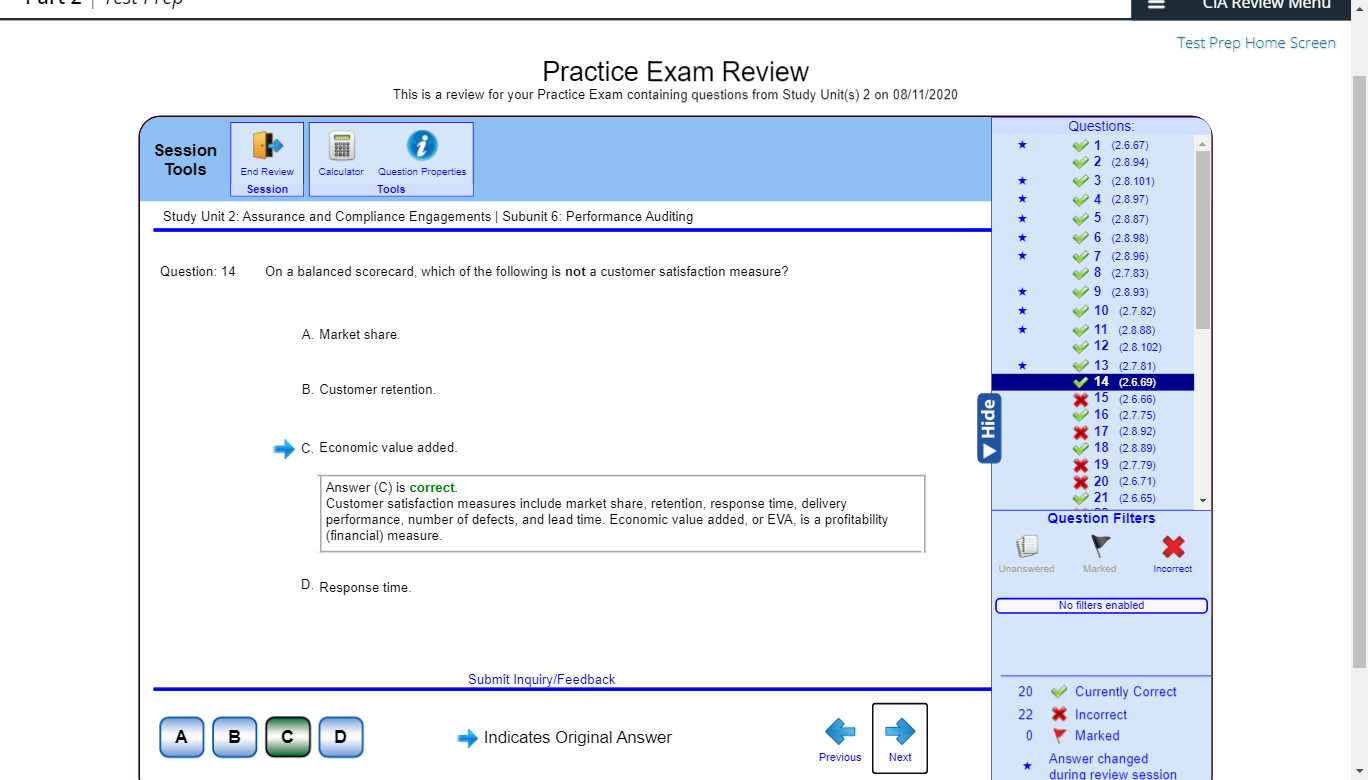 Part 2 | Test Prep
CIA Review Menu
Test Prep Home Screen
Practice Exam Review
This is a review for your Practice Exam containing questions from Study Unit(s) 2 on 08/11/2020
Session Tools
End Review
Session
Calculator
Question Properties
Tools
Study Unit 2: Assurance and Compliance Engagements | Subunit 6: Performance Auditing
Question: 14
On a balanced scorecard, which of the following is not a customer satisfaction measure?
A. Market share.
B. Customer retention.
C. Economic value added.
Answer (C) is correct.
Customer satisfaction measures include market share, retention, response time, delivery
performance, number of defects, and lead time. Economic value added, or EVA, is a profitability
(financial) measure.
D. Response time.
Submit Inquiry/Feedback
A B C D
Indicates Original Answer
Previous
Next
Hide
Questions:
1 (2.6.67)
2 (2.8.94)
3 (2.8.101)
4 (2.8.97)
5 (2.8.87)
6 (2.8.98)
7 (2.8.96)
8 (2.7.83)
9 (2.8.93)
10 (2.7.82)
11 (2.8.88)
12 (2.8.102)
13 (2.7.81)
14 (2.6.69)
15 (2.6.66)
16 (2.7.75)
17 (2.8.92)
18 (2.8.89)
19 (2.7.79)
20 (2.6.71)
21 (2.6.65)
Question Filters
Unanswered
Marked
Incorrect
No filters enabled
20 Currently Correct
22 Incorrect
0 Marked
Answer changed
during review session